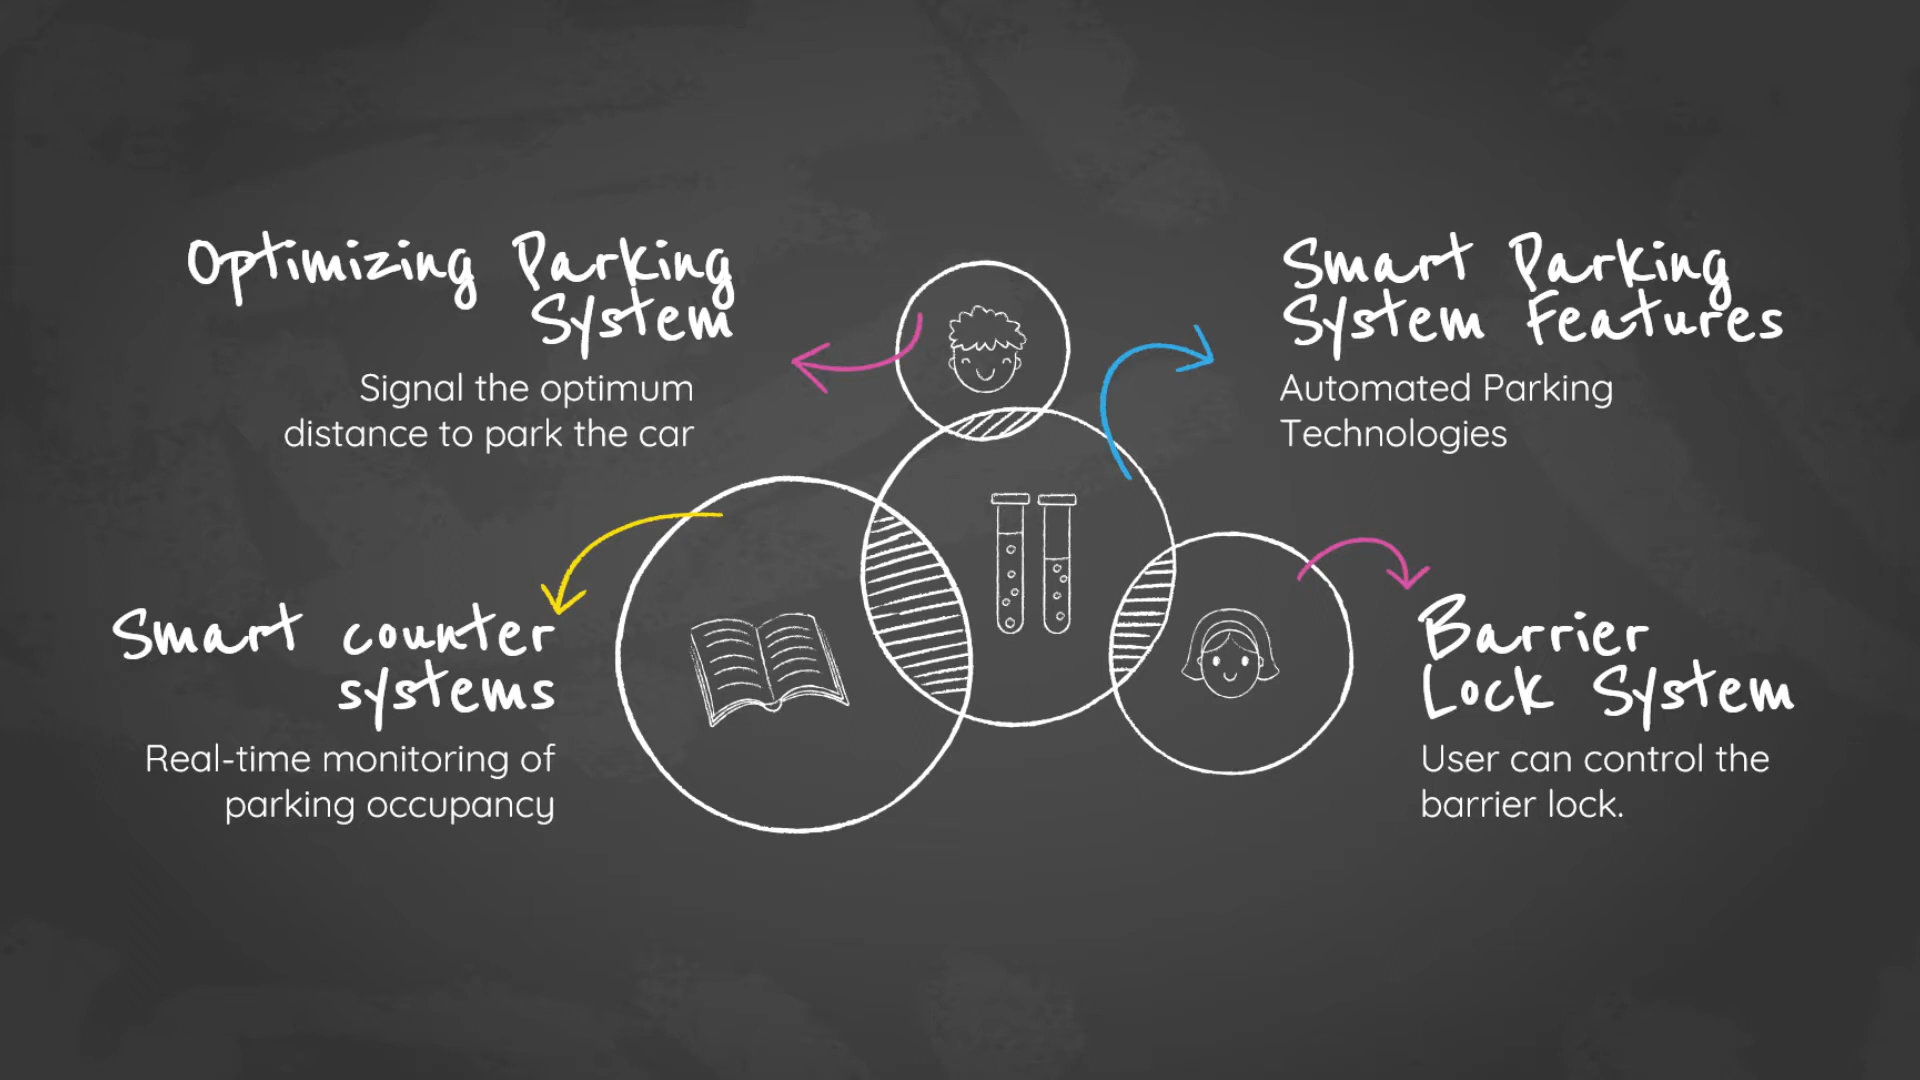 Optimizing Parking
System
Signal the optimum
distance to park the car
Smart Parking
System Features
Automated Parking
Technologies
Smart counter
systems
Real-time monitoring of
parking occupancy
Barrier
Lock System
User can control the
barrier lock.